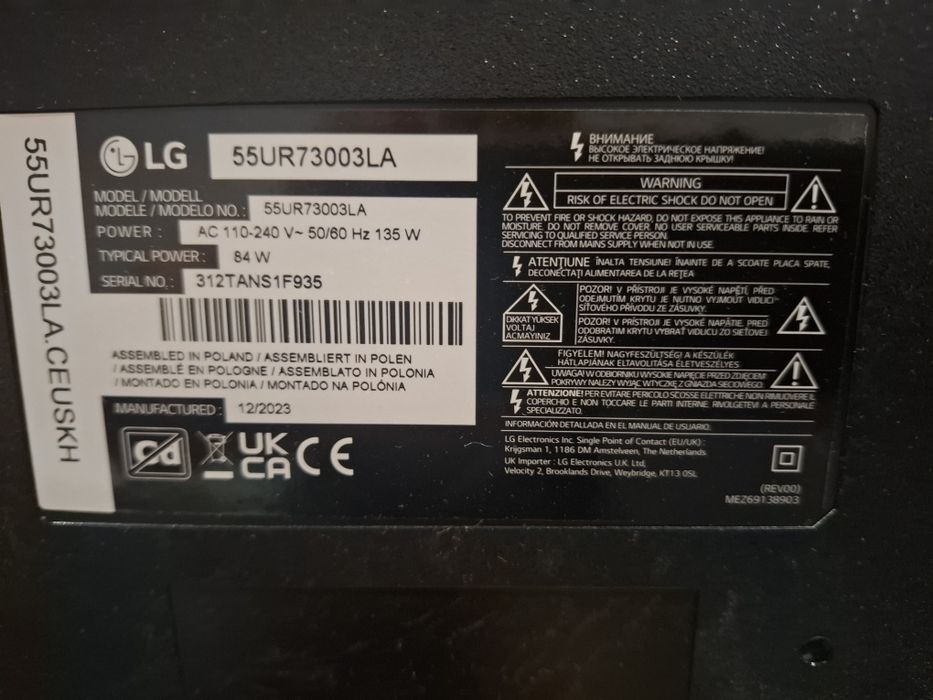 55UR73003LA.CEUSKH
LG 55UR73003LA
MODEL / MODELL
MODELE / MODELO NO. : 55UR73003LA
POWER : AC 110-240 V~ 50/60 Hz 135 W
TYPICAL POWER : 84 W
SERIAL NO. : 312TANS1F935
ASSEMBLED IN POLAND / ASSEMBLIERT IN POLEN
/ ASSEMBLÉ EN POLOGNE / ASSEMBLATO IN POLONIA
/ MONTADO EN POLONIA / MONTADO NA POLÓNIA
MANUFACTURED : 12/2023
Cd
UK
CA CE
ВНИМАНИЕ
ВЫСОКОЕ ЭЛЕКТРИЧЕСКОЕ НАПРЯЖЕНИЕ!
НЕ ОТКРЫВАТЬ ЗАДНЮЮ КРЫШКУ!
WARNING
RISK OF ELECTRIC SHOCK DO NOT OPEN
TO PREVENT FIRE OR SHOCK HAZARD, DO NOT EXPOSE THIS APPLIANCE TO RAIN OR
MOISTURE. DO NOT REMOVE COVER. NO USER SERVICEABLE PARTS INSIDE. REFER
SERVICING TO QUALIFIED SERVICE PERSON.
DISCONNECT FROM MAINS SUPPLY WHEN NOT IN USE.
ATENȚIUNE ÎNALTA TENSIUNE! ÎNAINTE DE A SCOATE PLACA SPATE,
DECONECTAȚI ALIMENTAREA DE LA REȚEA
DIKKAT YUKSEK
VOLTAJ
ACMAYINIZ
POZOR! V PŘÍSTROJI JE VYSOKÉ NAPĚTÍ. PŘED
ODEJMUTÍM KRYTU JE NUTNO VYJMOUT VIDLICI
SÍŤOVÉHO PŘÍVODU ZE ZÁSUVKY.
POZOR! V PRÍSTROJI JE VYSOKÉ NAPÄTIE. PRED
ODOBRATIM KRYTU VYBRAŤ VIDLICU ZO SIEŤOVEJ
ZÁSUVKY.
FIGYELEM! NAGYFESZÜLTSÉG! A KÉSZÜLÉK
HÁTLAPJÁNAK ELTAVOLÍTÁSA ÉLETVESZÉLYES
UWAGA! W ODBIORNIKU WYSOKIE NAPIĘCIE PRZED ZDJĘCIEM
POKRYWY NALEŻY WYJĄĆ WTYCZKĘ Z GNIAZDA SIECIOWEGO.
ATTENZIONE! PER EVITARE PERICOLO SCOSSE ELETTRICHE NON RIMUOVERE IL
COPERCHIO E NON TOCCARE LE PARTI INTERNE. RIVOLGETEVI A PERSONALE
SPECIALIZZATO.
INFORMACIÓN DETALLADA EN EL MANUAL DE USUARIO.
LG Electronics Inc. Single Point of Contact (EU/UK) :
Krijgsman 1, 1186 DM Amstelveen, The Netherlands
UK Importer : LG Electronics U.K. Ltd,
Velocity 2, Brooklands Drive, Weybridge, KT13 0SL
(REV00)
MEZ69138903